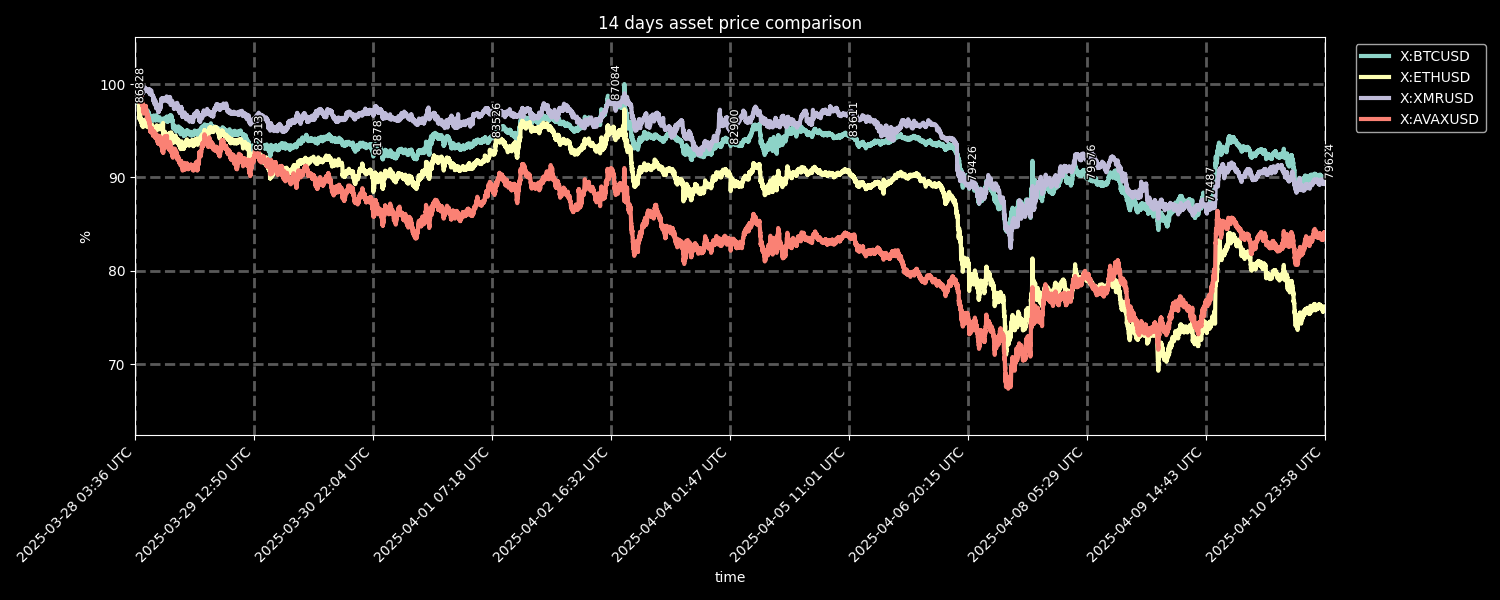 14 days asset price comparison
X:BTCUSD
X:ETHUSD
X:XMRUSD
X:AVAXUSD
100
90
80
70
%
86828
82313
81878
83526
87084
82900
83611
79426
79576
77487
79624
2025-03-28 03:36 UTC
2025-03-29 12:50 UTC
2025-03-30 22:04 UTC
2025-04-01 07:18 UTC
2025-04-02 16:32 UTC
2025-04-04 01:47 UTC
2025-04-05 11:01 UTC
2025-04-06 20:15 UTC
2025-04-08 05:29 UTC
2025-04-09 14:43 UTC
2025-04-10 23:58 UTC
time